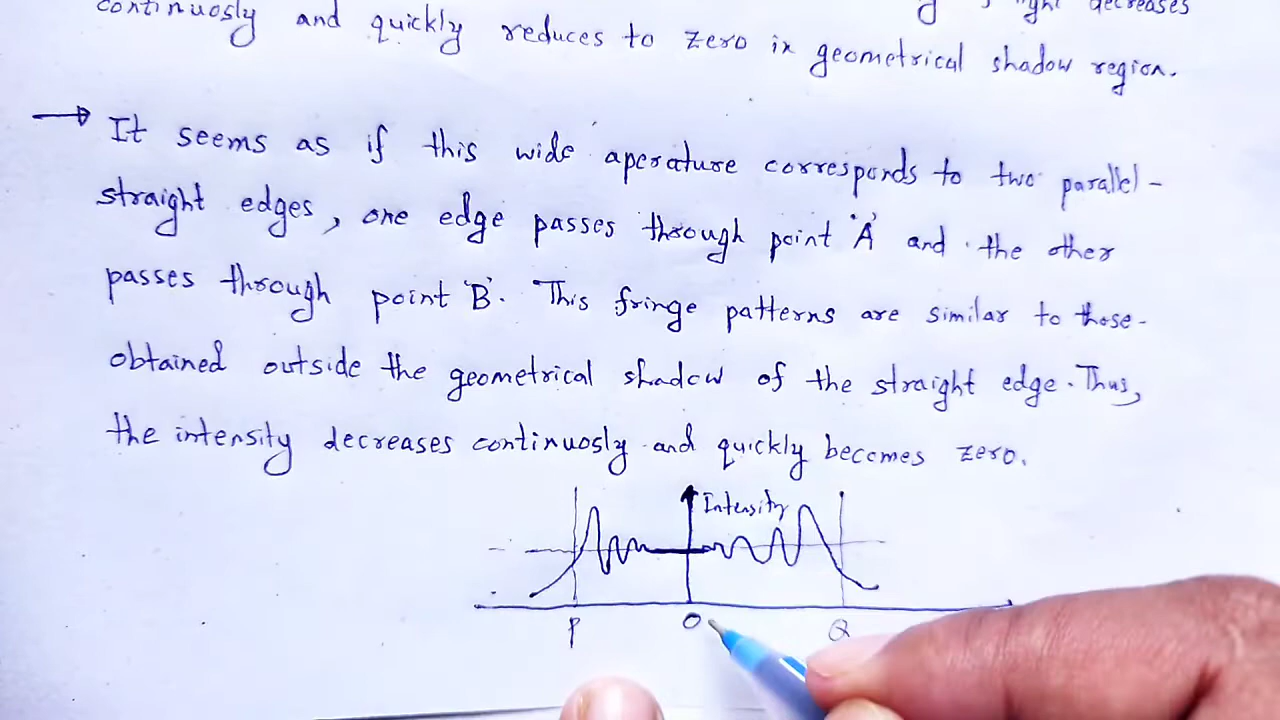 continuosly and quickly reduces to zero in geometrical shadow region.
decreases
→ It seems as if this wide aperature corresponds to two parallel-
straight edges, one edge passes through point 'A' and the other
passes through point 'B'. This fringe patterns are similar to those-
obtained outside the geometrical shadow of the straight edge. Thus,
the intensity decreases continuosly and quickly becomes zero.
Intensity
P O Q